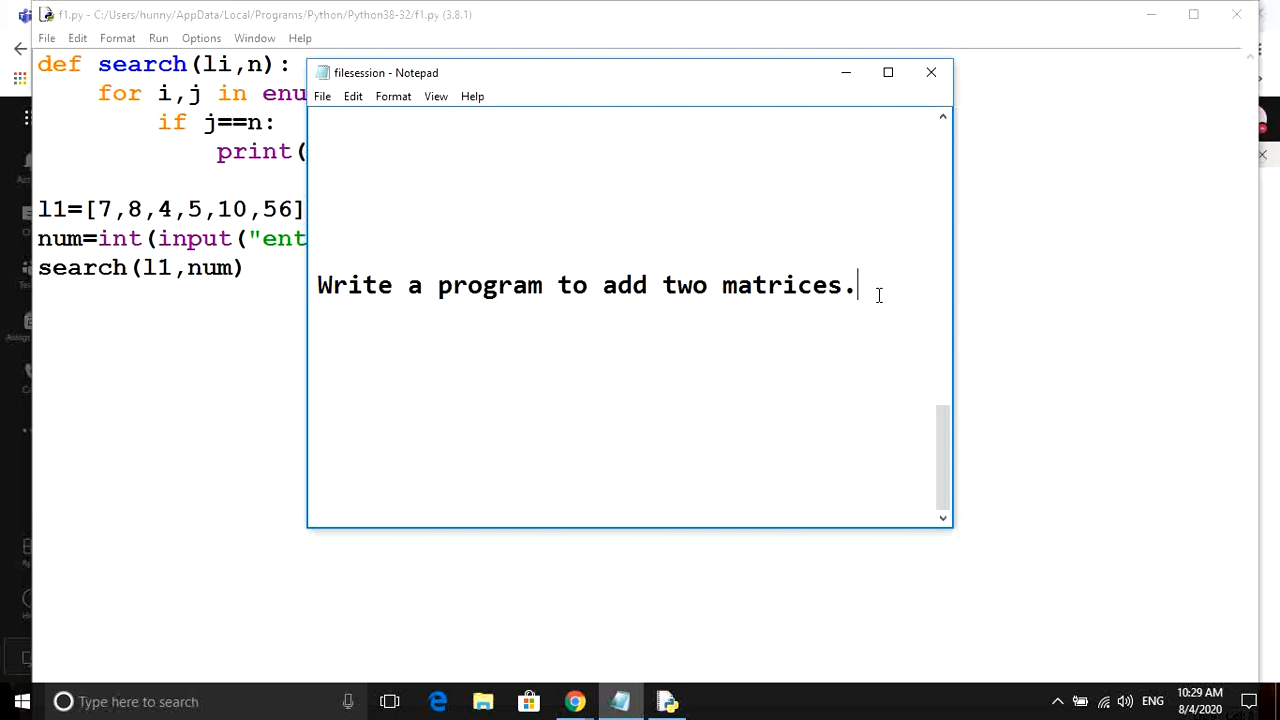 f1.py - C:/Users/hunny/AppData/Local/Programs/Python/Python38-32/f1.py (3.8.1)
File Edit Format Run Options Window Help
def search(li,n):
for i,j in enu
if j==n:
print(
l1=[7,8,4,5,10,56]
num=int(input("ent
search(l1,num)
filesession - Notepad
File Edit Format View Help
Write a program to add two matrices.
Type here to search
ENG
10:29 AM
8/4/2020